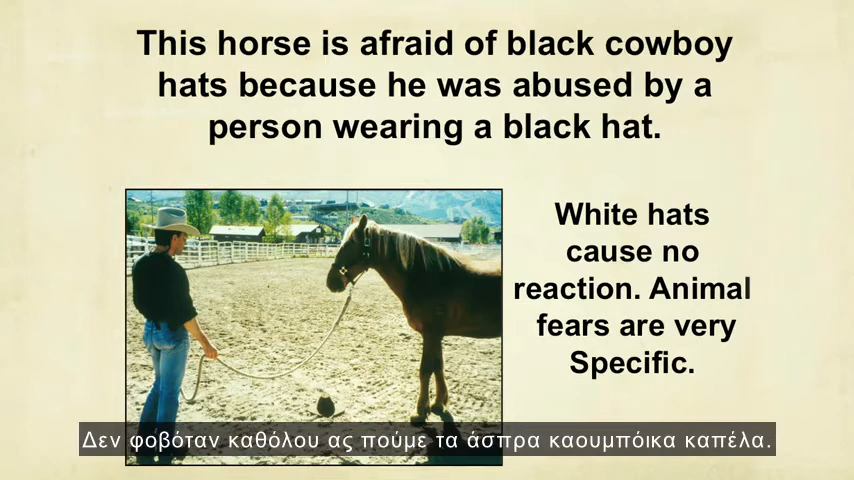 This horse is afraid of black cowboy
hats because he was abused by a
person wearing a black hat.
White hats
cause no
reaction. Animal
fears are very
Specific.
Δεν φοβόταν καθόλου ας πούμε τα άσπρα καουμπόικα καπέλα.